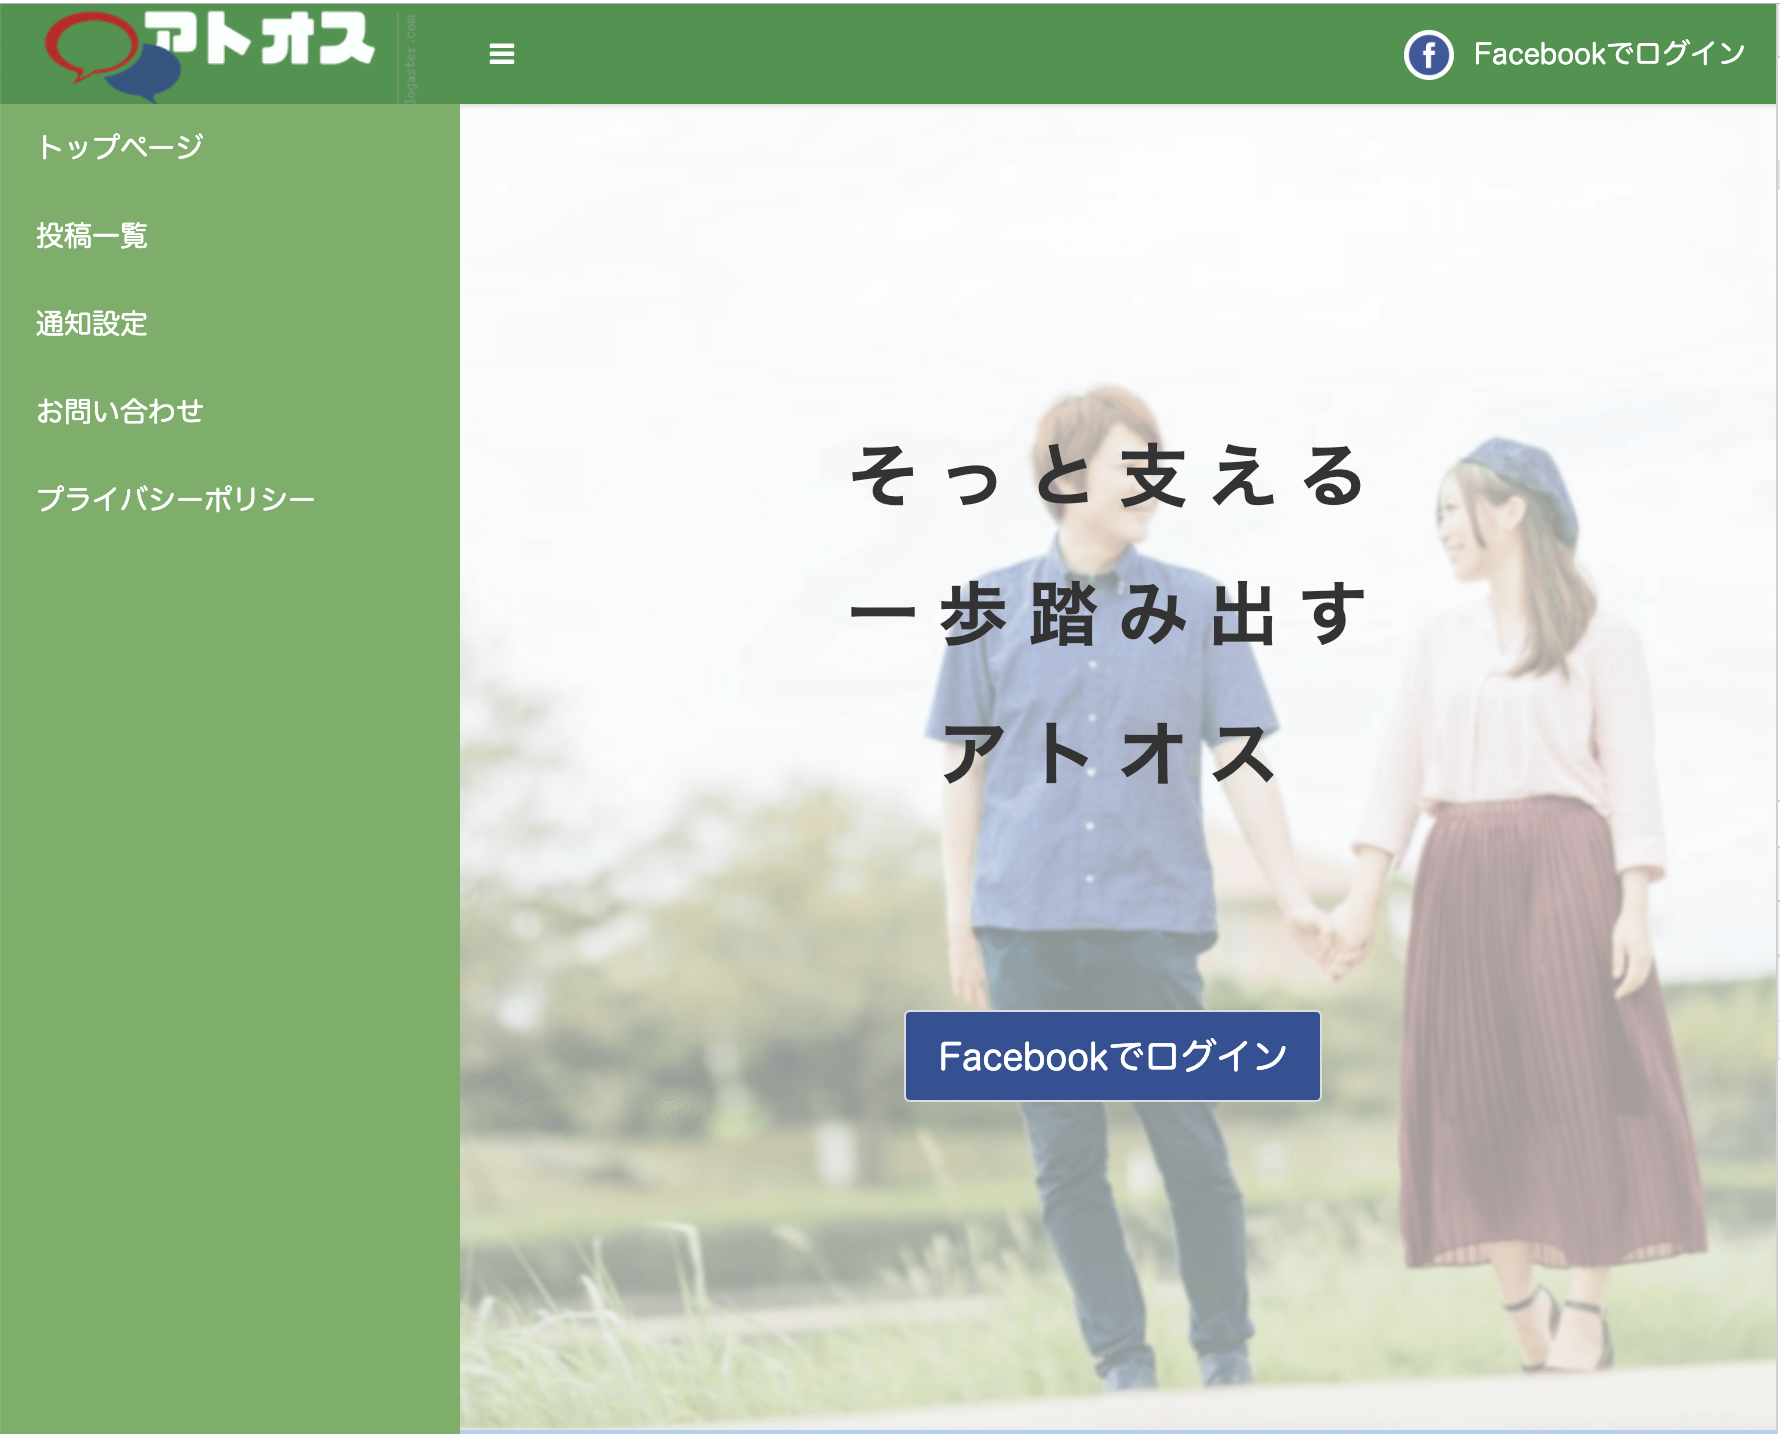 アトオス
logaster.com
Facebookでログイン
トップページ
投稿一覧
通知設定
お問い合わせ
プライバシーポリシー
そっと支える
一歩踏み出す
アトオス
Facebookでログイン